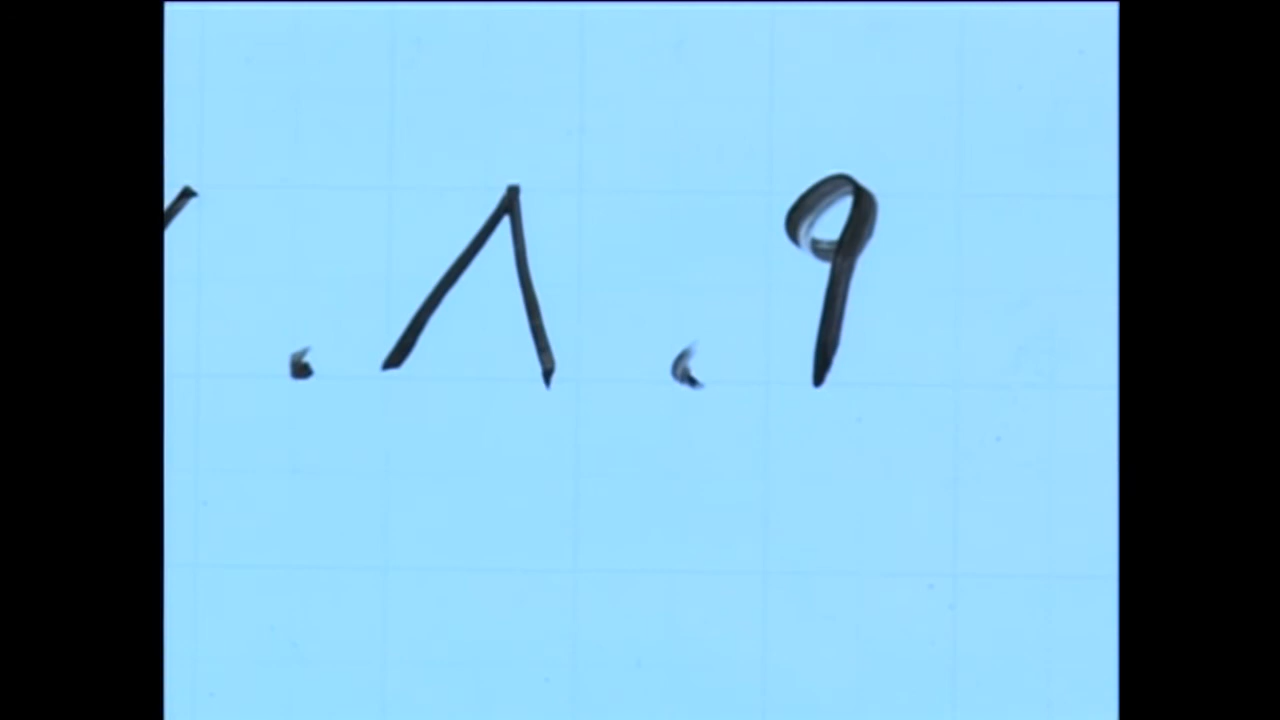 . ٨ . ٩